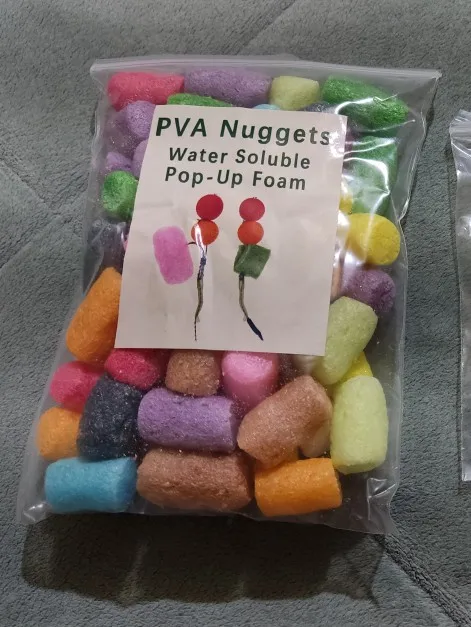 PVA Nuggets
Water Soluble
Pop-Up Foam